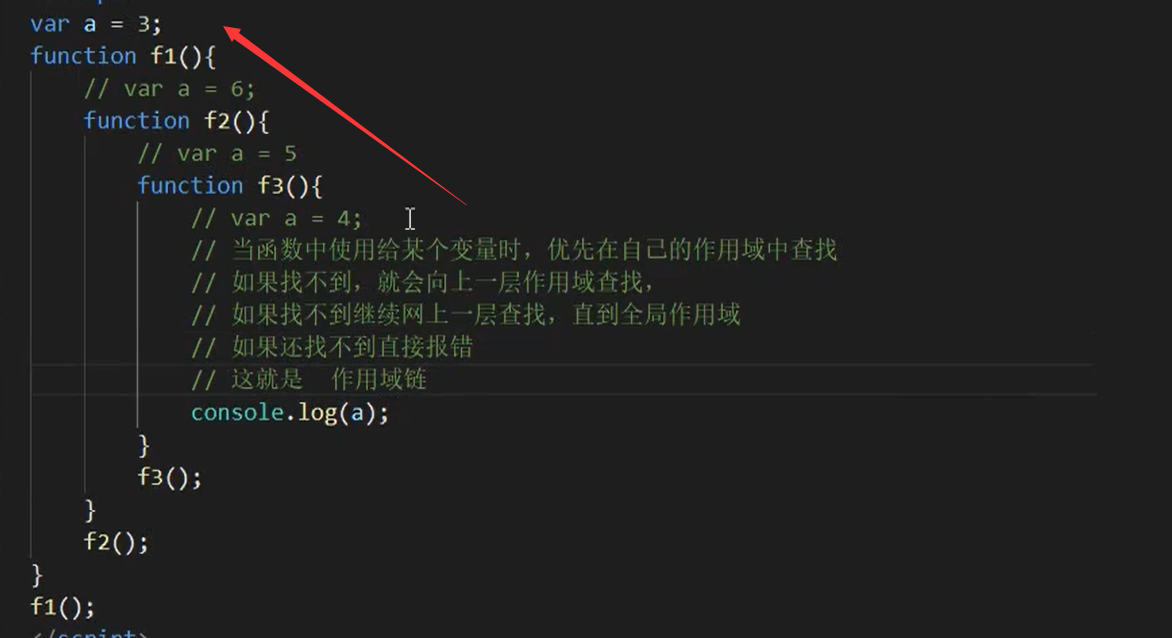 var a = 3;
function f1(){
// var a = 6;
function f2(){
// var a = 5
function f3(){
// var a = 4;
// 当函数中使用给某个变量时，优先在自己的作用域中查找
// 如果找不到，就会向上一层作用域查找，
// 如果找不到继续网上一层查找，直到全局作用域
// 如果还找不到直接报错
// 这就是  作用域链
console.log(a);
}
f3();
}
f2();
}
f1();
</script>